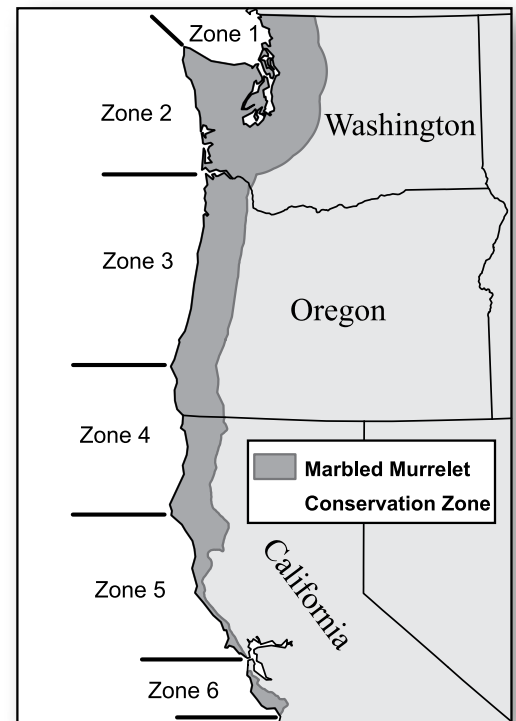 Zone 1
Zone 2
Washington
Zone 3
Oregon
Zone 4
Marbled Murrelet
Conservation Zone
California
Zone 5
Zone 6